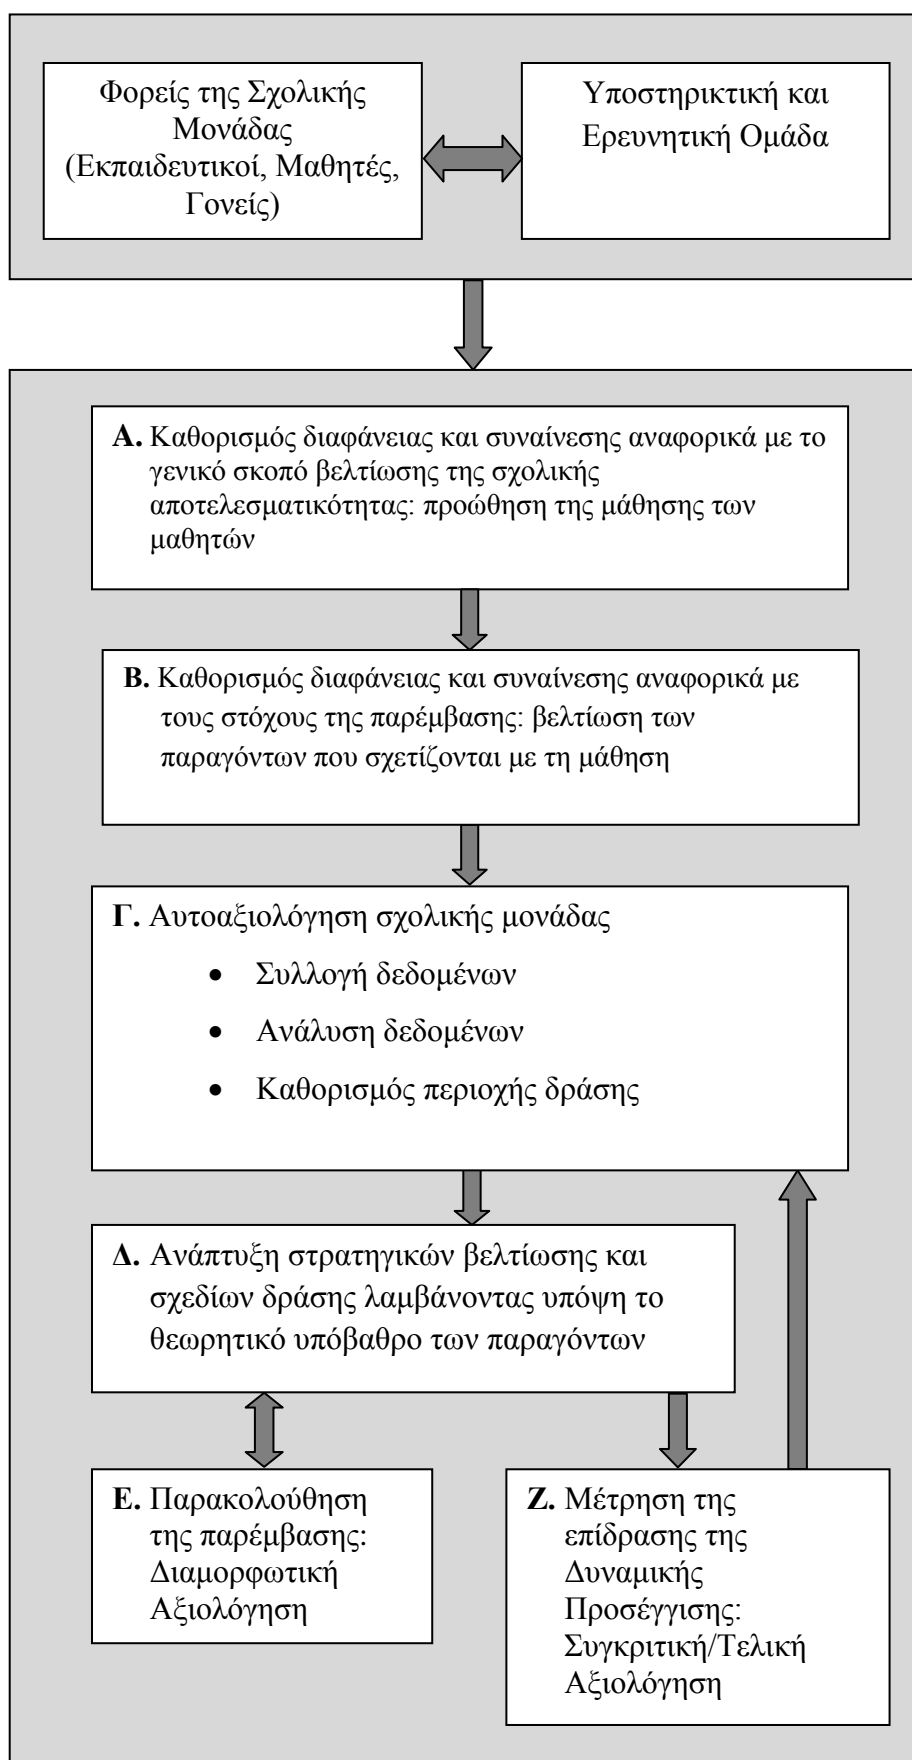 Φορείς της Σχολικής
Μονάδας
(Εκπαιδευτικοί, Μαθητές,
Γονείς)
Υποστηρικτική και
Ερευνητική Ομάδα
Α. Καθορισμός διαφάνειας και συναίνεσης αναφορικά με το
γενικό σκοπό βελτίωσης της σχολικής
αποτελεσματικότητας: προώθηση της μάθησης των
μαθητών
Β. Καθορισμός διαφάνειας και συναίνεσης αναφορικά με
τους στόχους της παρέμβασης: βελτίωση των
παραγόντων που σχετίζονται με τη μάθηση
Γ. Αυτοαξιολόγηση σχολικής μονάδας
• Συλλογή δεδομένων
• Ανάλυση δεδομένων
• Καθορισμός περιοχής δράσης
Δ. Ανάπτυξη στρατηγικών βελτίωσης και
σχεδίων δράσης λαμβάνοντας υπόψη το
θεωρητικό υπόβαθρο των παραγόντων
Ε. Παρακολούθηση
της παρέμβασης:
Διαμορφωτική
Αξιολόγηση
Ζ. Μέτρηση της
επίδρασης της
Δυναμικής
Προσέγγισης:
Συγκριτική/Τελική
Αξιολόγηση